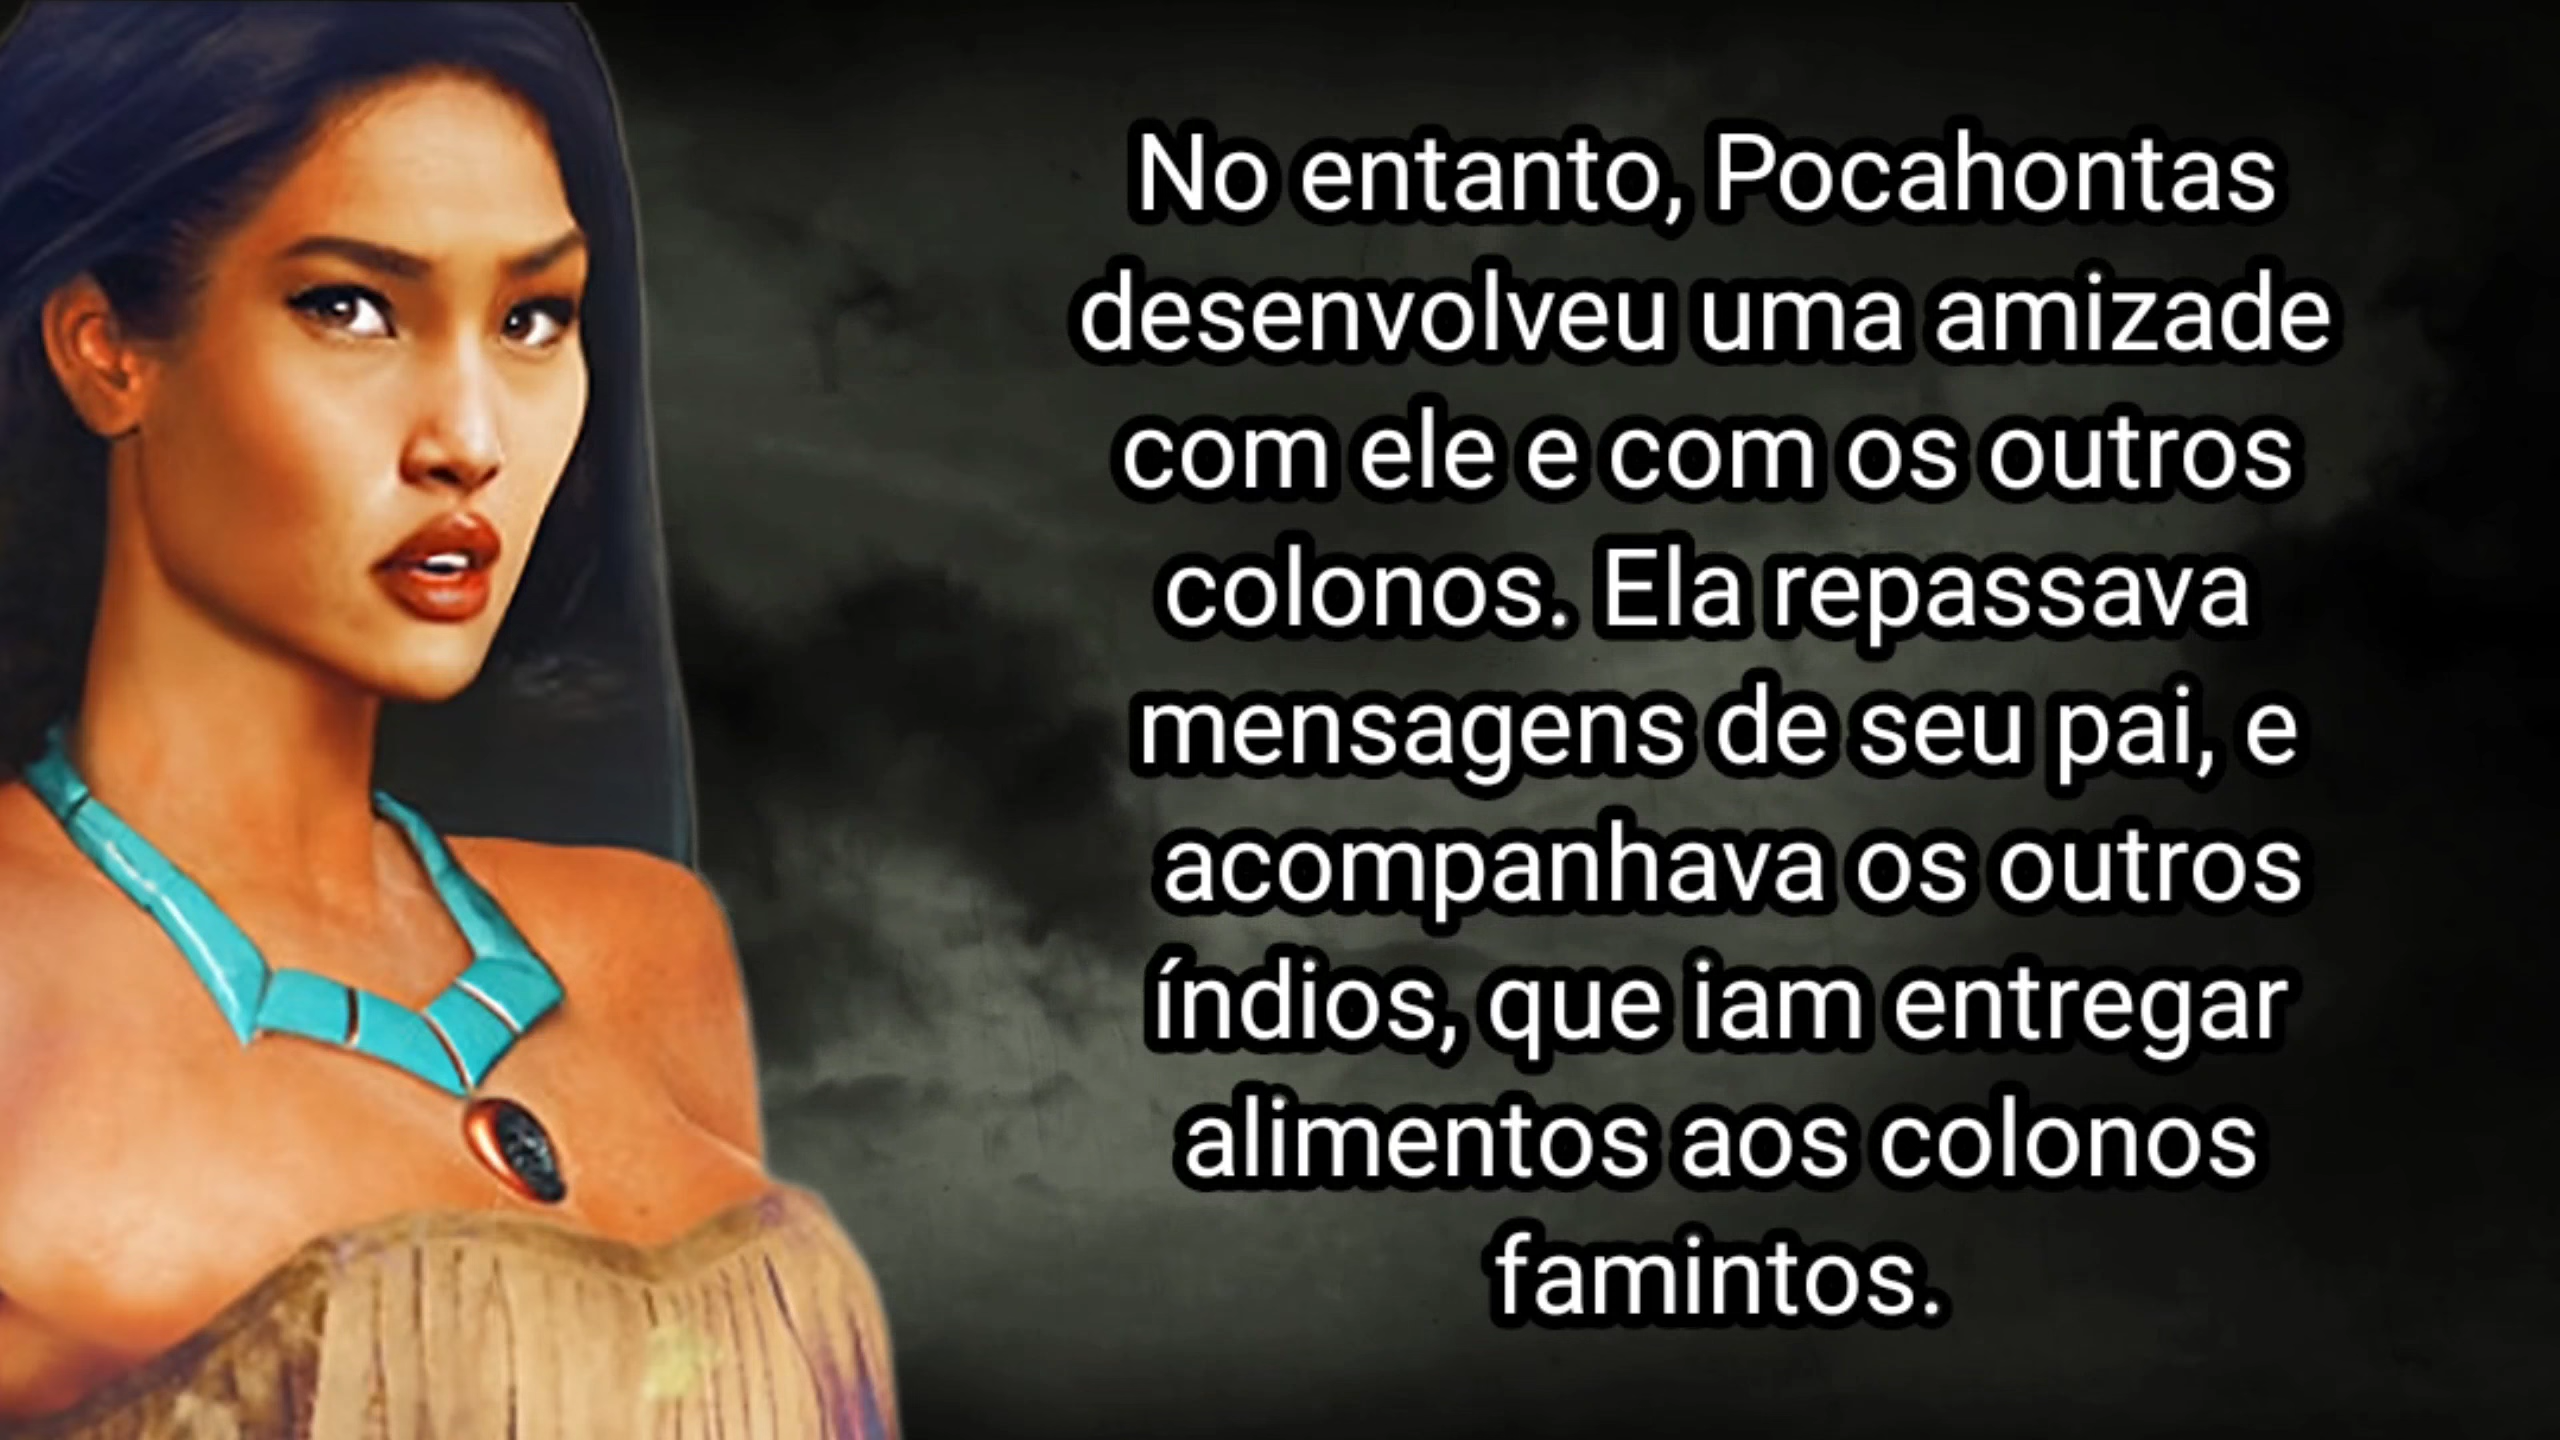 No entanto, Pocahontas
desenvolveu uma amizade
com ele e com os outros
colonos. Ela repassava
mensagens de seu pai, e
acompanhava os outros
índios, que iam entregar
alimentos aos colonos
famintos.